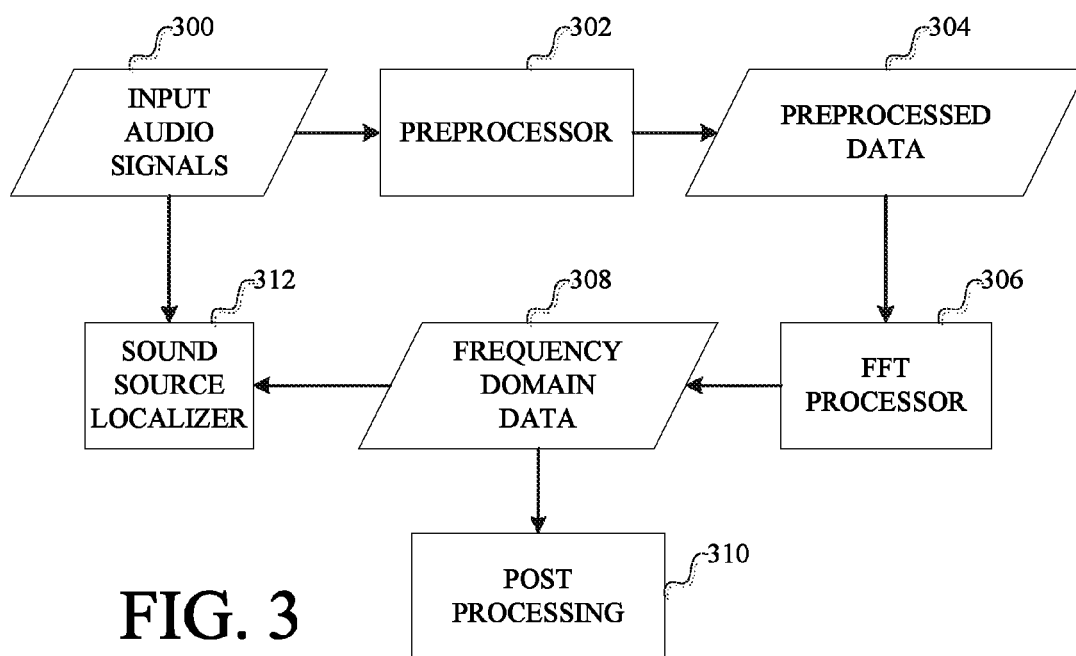 300
302
304
INPUT
AUDIO
SIGNALS
PREPROCESSOR
PREPROCESSED
DATA
312
308
306
SOUND
SOURCE
LOCALIZER
FREQUENCY
DOMAIN
DATA
FFT
PROCESSOR
310
POST
PROCESSING
FIG. 3